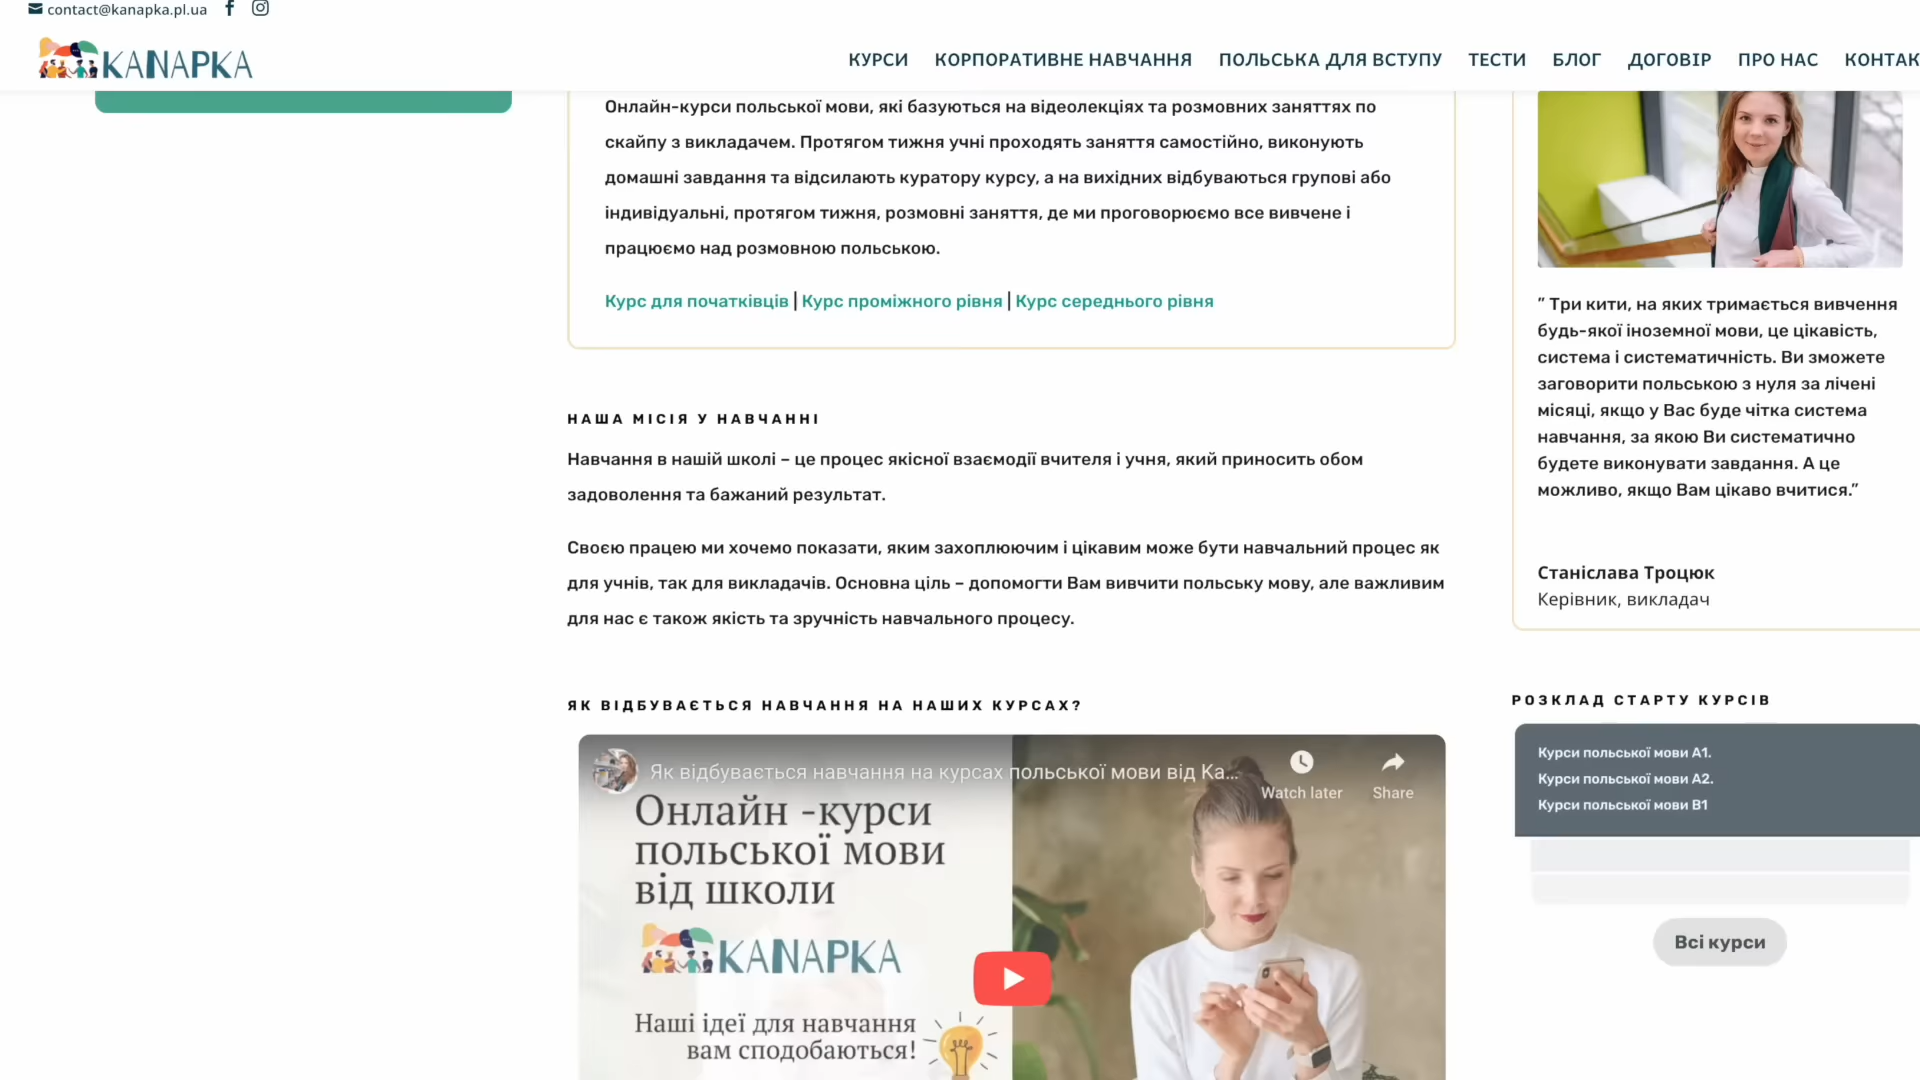 contact@kanapka.pl.ua
KANAPKA
КУРСИ КОРПОРАТИВНЕ НАВЧАННЯ ПОЛЬСЬКА ДЛЯ ВСТУПУ ТЕСТИ БЛОГ ДОГОВІР ПРО НАС КОНТАК
Онлайн-курси польської мови, які базуються на відеолекціях та розмовних заняттях по
скайпу з викладачем. Протягом тижня учні проходять заняття самостійно, виконують
домашні завдання та відсилають куратору курсу, а на вихідних відбуваються групові або
індивідуальні, протягом тижня, розмовні заняття, де ми проговорюємо все вивчене і
працюємо над розмовною польською.
Курс для початківців | Курс проміжного рівня | Курс середнього рівня
НАША МІСІЯ У НАВЧАННІ
Навчання в нашій школі – це процес якісної взаємодії вчителя і учня, який приносить обом
задоволення та бажаний результат.
Своєю працею ми хочемо показати, яким захоплюючим і цікавим може бути навчальний процес як
для учнів, так для викладачів. Основна ціль – допомогти Вам вивчити польську мову, але важливим
для нас є також якість та зручність навчального процесу.
ЯК ВІДБУВАЄТЬСЯ НАВЧАННЯ НА НАШИХ КУРСАХ?
Як відбувається навчання на курсах польської мови від Ка...
Watch later
Share
Онлайн -курси
польської мови
від школи
KANAPKA
Наші ідеї для навчання
вам сподобаються!
” Три кити, на яких тримається вивчення
будь-якої іноземної мови, це цікавість,
система і систематичність. Ви зможете
заговорити польською з нуля за лічені
місяці, якщо у Вас буде чітка система
навчання, за якою Ви систематично
будете виконувати завдання. А це
можливо, якщо Вам цікаво вчитися.”
Станіслава Троцюк
Керівник, викладач
РОЗКЛАД СТАРТУ КУРСІВ
Курси польської мови А1.
Курси польської мови А2.
Курси польської мови В1
Всі курси